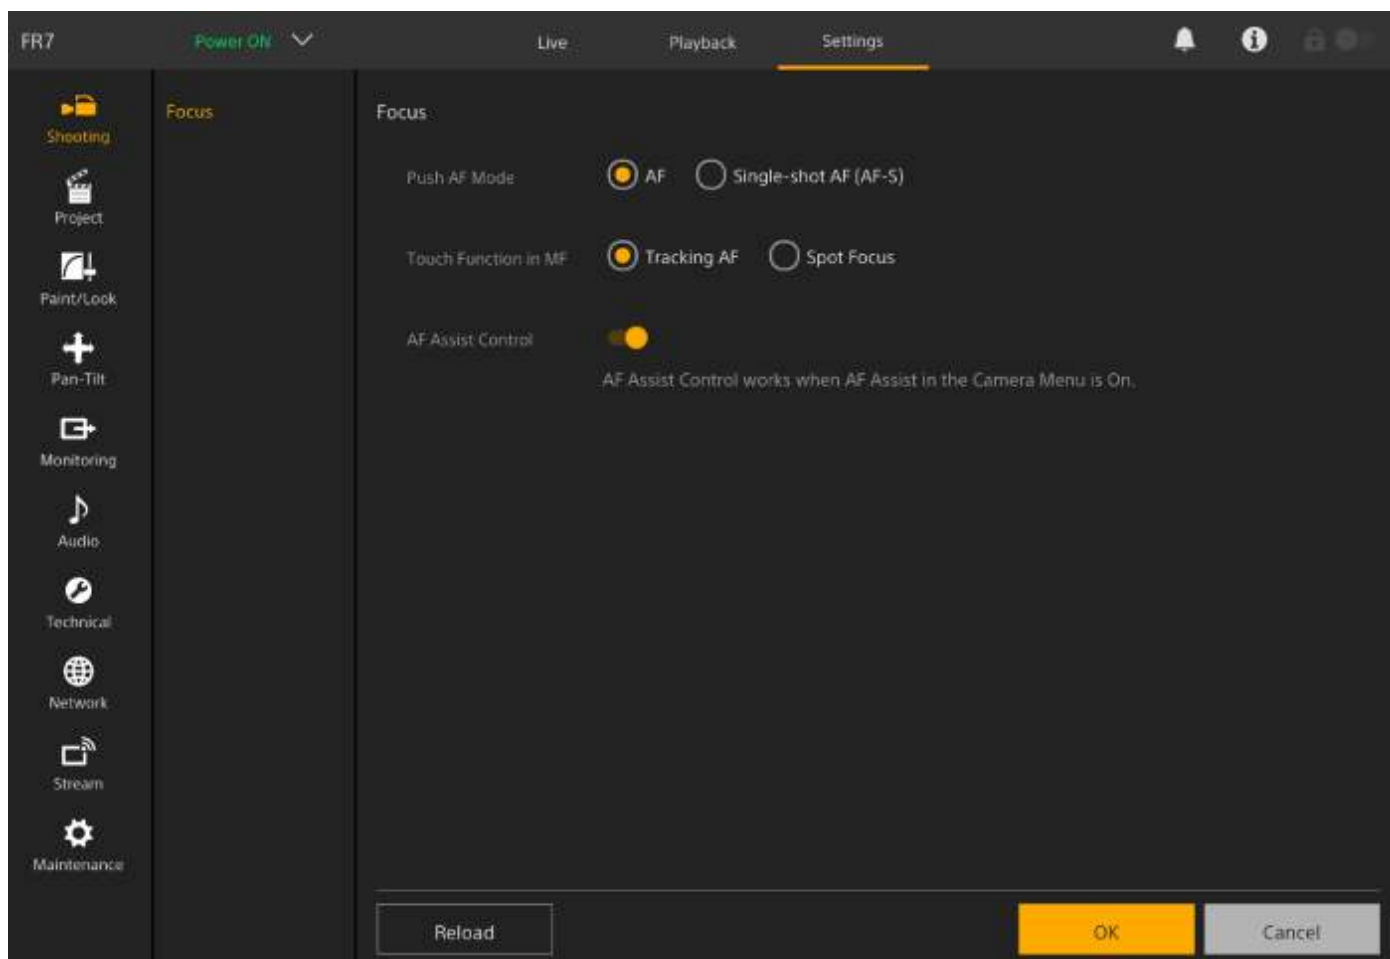 FR7 Power ON Live Playback Settings
Shooting
Project
Paint/Look
Pan-Tilt
Monitoring
Audio
Technical
Network
Stream
Maintenance
Focus
Focus
Push AF Mode AF Single-shot AF (AF-S)
Touch Function in MF Tracking AF Spot Focus
AF Assist Control
AF Assist Control works when AF Assist in the Camera Menu is On.
Reload OK Cancel